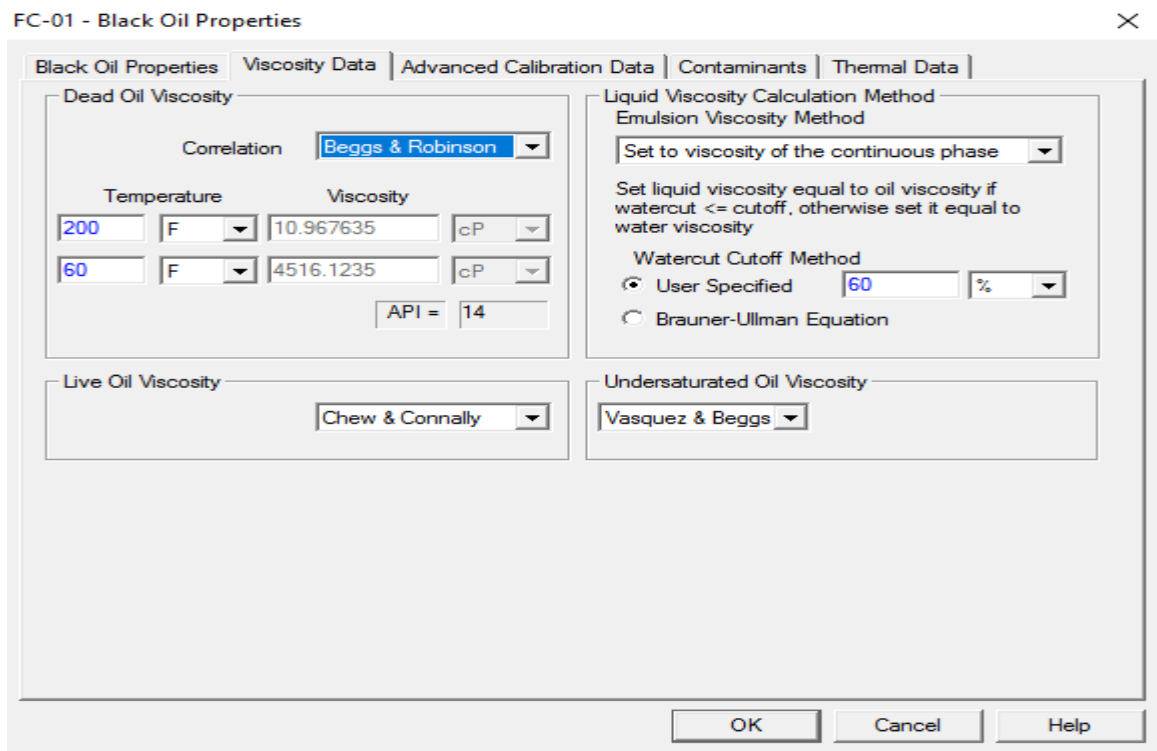 FC-01 - Black Oil Properties
Black Oil Properties Viscosity Data Advanced Calibration Data Contaminants Thermal Data
Dead Oil Viscosity
Correlation Beggs & Robinson
Temperature Viscosity
200 F 10.967635 cP
60 F 4516.1235 cP
API = 14
Liquid Viscosity Calculation Method
Emulsion Viscosity Method
Set to viscosity of the continuous phase
Set liquid viscosity equal to oil viscosity if
watercut <= cutoff, otherwise set it equal to
water viscosity
Watercut Cutoff Method
User Specified 60 %
Brauner-Ullman Equation
Live Oil Viscosity
Chew & Connally
Undersaturated Oil Viscosity
Vasquez & Beggs
OK Cancel Help